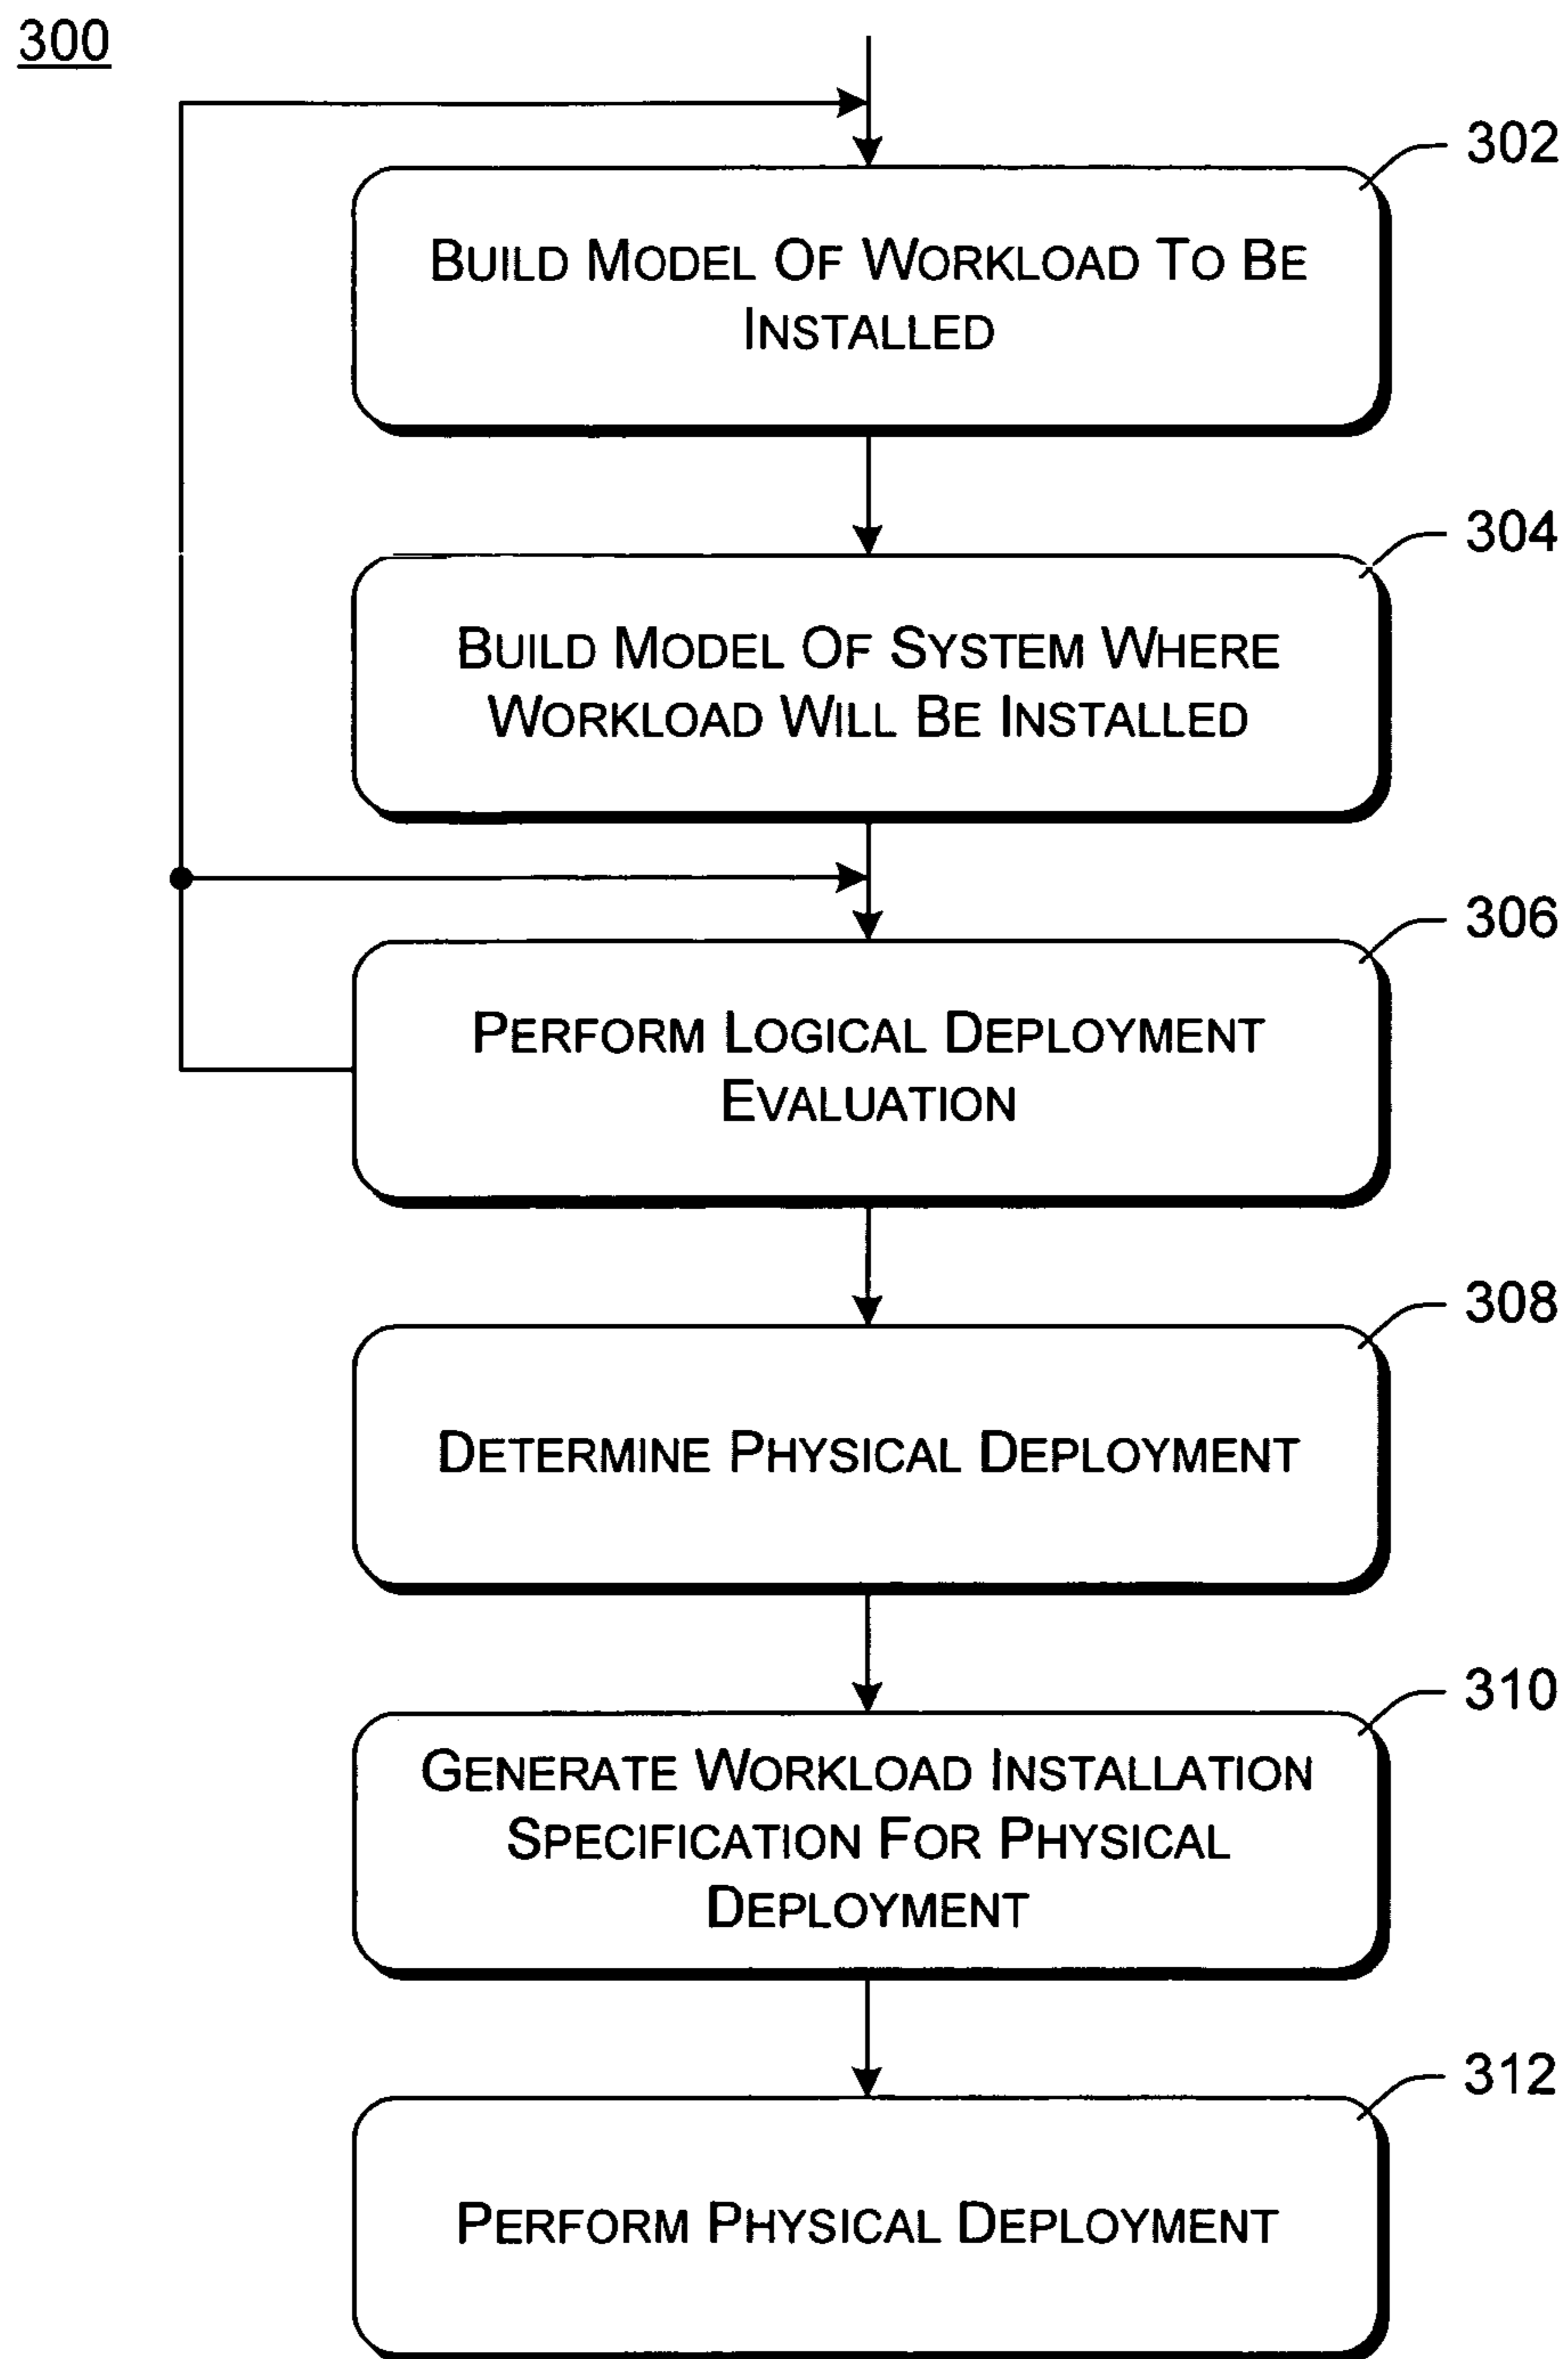 300
302
BUILD MODEL OF WORKLOAD TO BE
INSTALLED
304
BUILD MODEL OF SYSTEM WHERE
WORKLOAD WILL BE INSTALLED
306
PERFORM LOGICAL DEPLOYMENT
EVALUATION
308
DETERMINE PHYSICAL DEPLOYMENT
310
GENERATE WORKLOAD INSTALLATION
SPECIFICATION FOR PHYSICAL
DEPLOYMENT
312
PERFORM PHYSICAL DEPLOYMENT